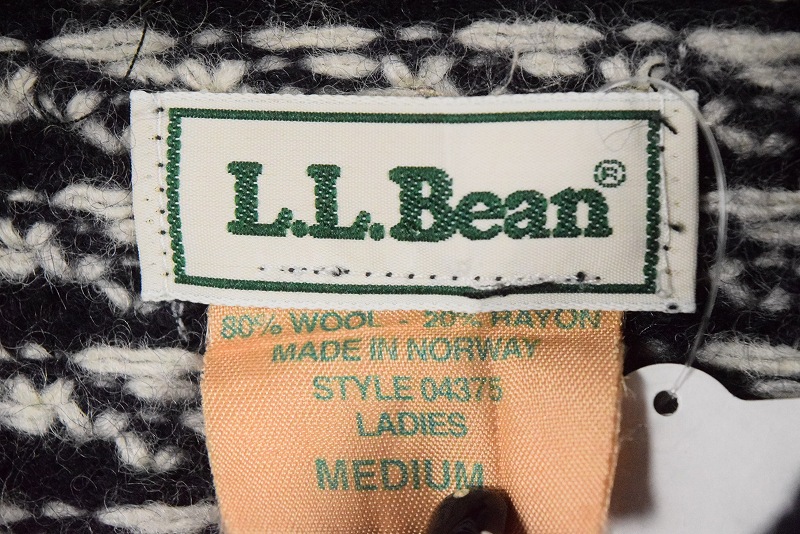 L.L.Bean®
80% WOOL - 20% RAYON
MADE IN NORWAY
STYLE 04375
LADIES
MEDIUM